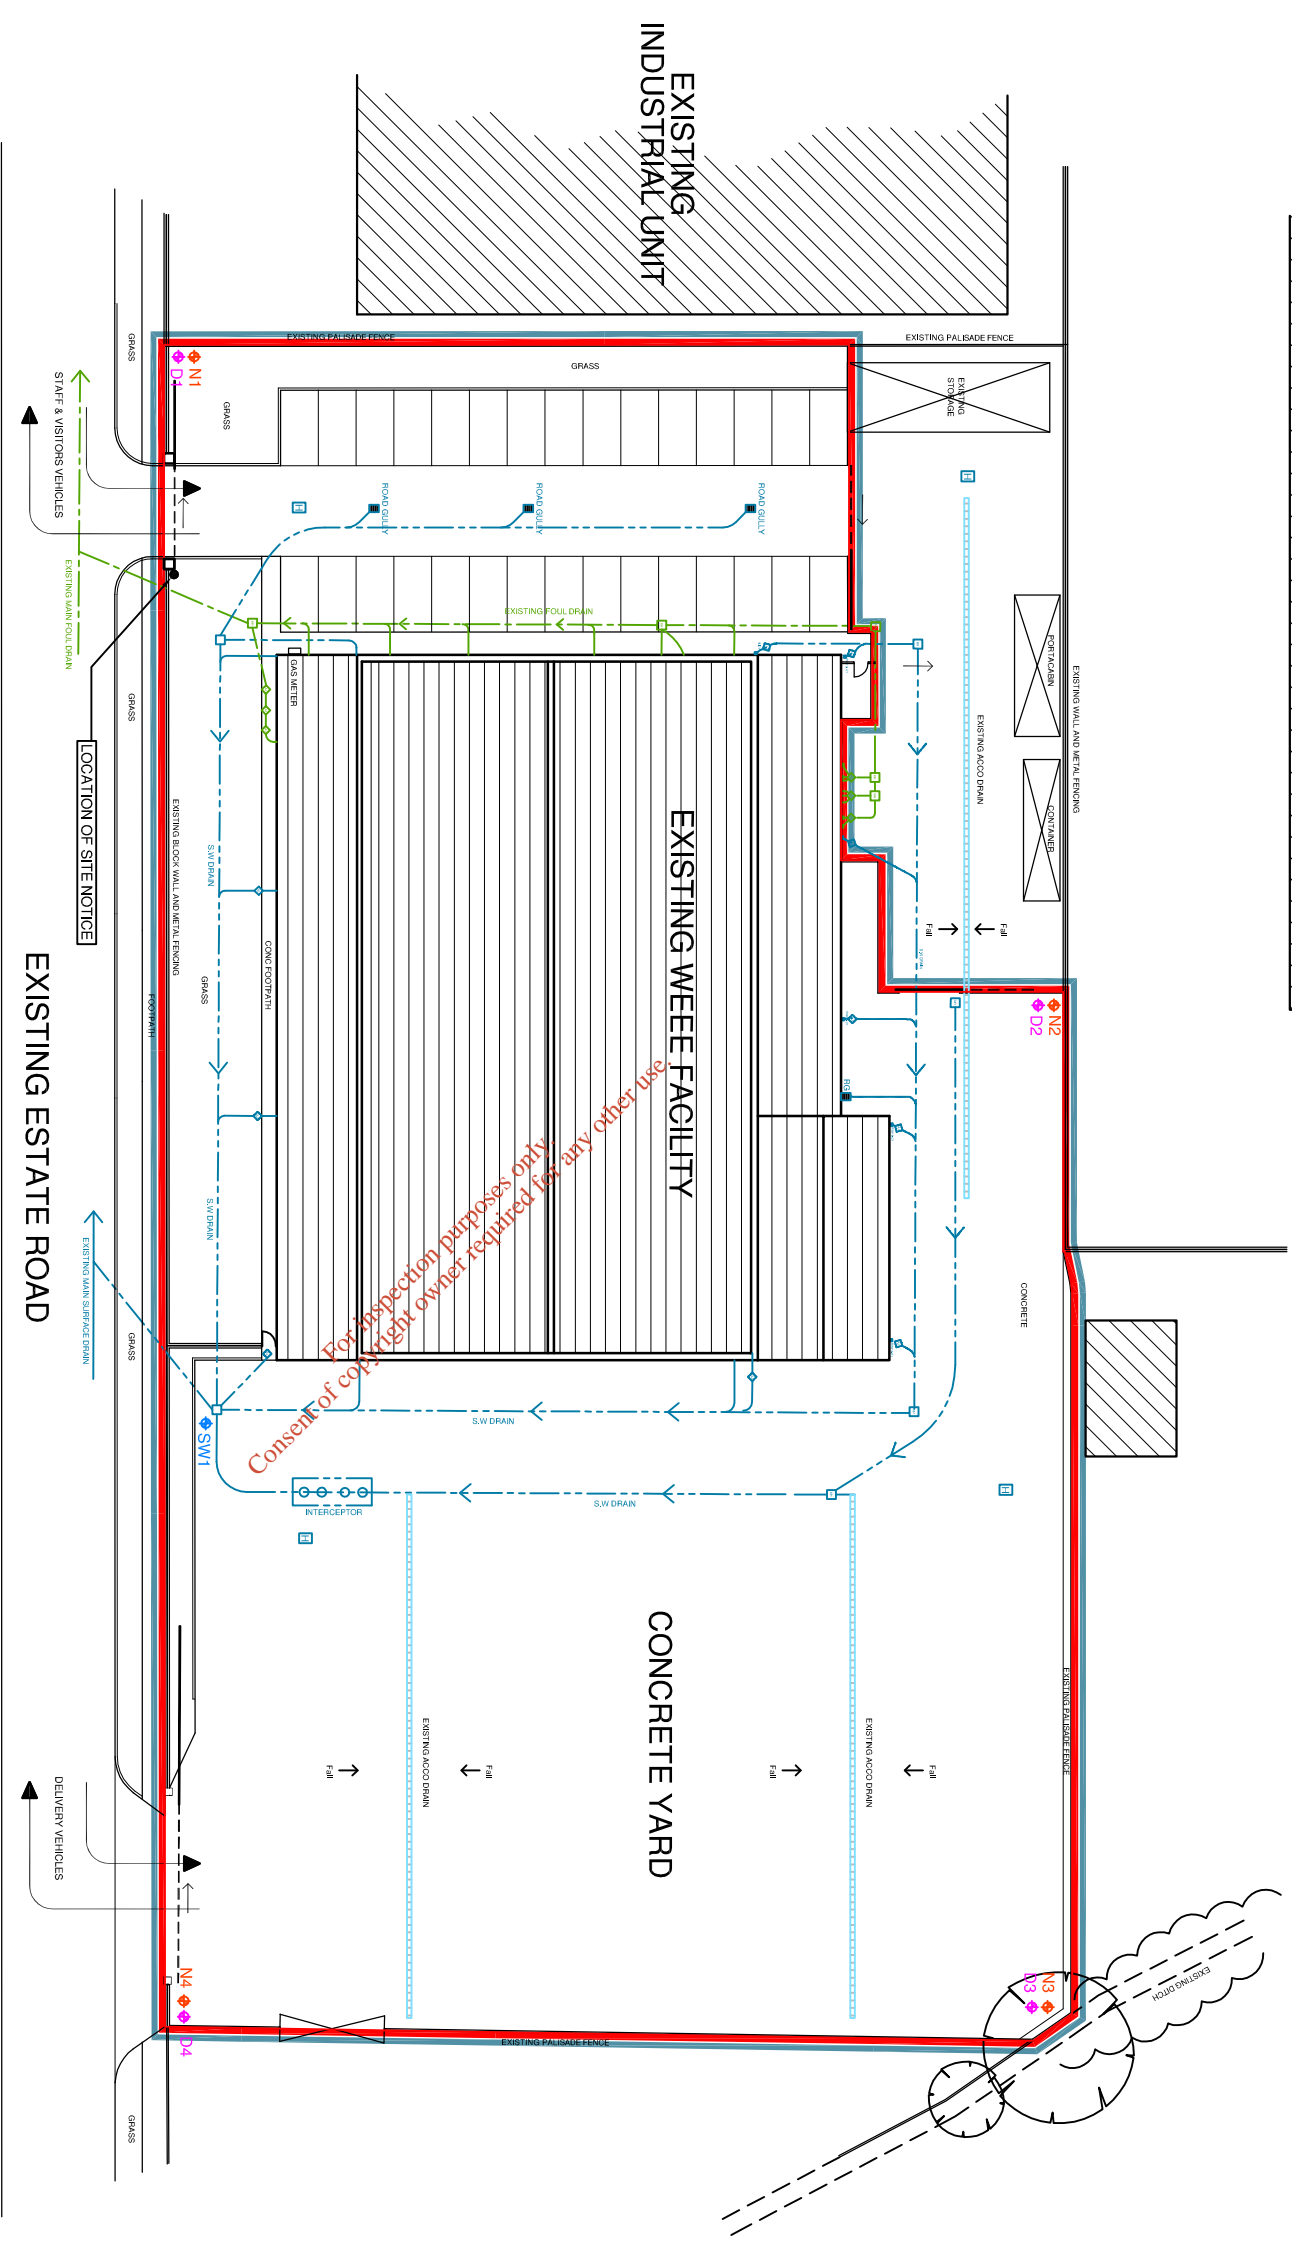 EXISTING
INDUSTRIAL UNIT
EXISTING PALISADE FENCE
EXISTING PALISADE FENCE
GRASS
GRASS
GRASS
EXISTING
STORAGE
N1
D1
STAFF & VISITORS VEHICLES
ROAD GULLY
ROAD GULLY
ROAD GULLY
H
H
EXISTING MAIN FOUL DRAIN
EXISTING FOUL DRAIN
GAS METER
PORTACABIN
CONTAINER
EXISTING WALL AND METAL FENCING
EXISTING ACCO DRAIN
GRASS
LOCATION OF SITE NOTICE
EXISTING BLOCK WALL AND METAL FENCING
S.W DRAIN
CONC FOOTPATH
GRASS
FOOTPATH
EXISTING WEEE FACILITY
Fall
Fall
N2
D2
RG
EXISTING ESTATE ROAD
S.W DRAIN
EXISTING MAIN SURFACE DRAIN
GRASS
CONCRETE
For inspection purposes only.
Consent of copyright owner required for any other use.
SW1
S.W DRAIN
S.W DRAIN
INTERCEPTOR
H
H
CONCRETE YARD
EXISTING ACCO DRAIN
EXISTING ACCO DRAIN
Fall
Fall
Fall
Fall
EXISTING PALISADE FENCE
DELIVERY VEHICLES
N4
D4
N3
D3
EXISTING DITCH
EXISTING PALISADE FENCE
GRASS